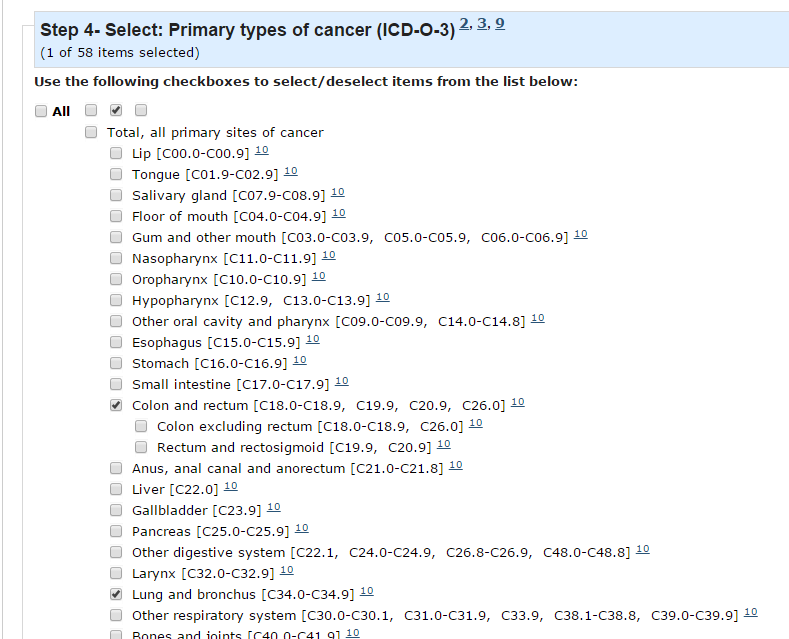 Step 4- Select: Primary types of cancer (ICD-O-3) 2, 3, 9
(1 of 58 items selected)
Use the following checkboxes to select/deselect items from the list below:
All
Total, all primary sites of cancer
Lip [C00.0-C00.9] 10
Tongue [C01.9-C02.9] 10
Salivary gland [C07.9-C08.9] 10
Floor of mouth [C04.0-C04.9] 10
Gum and other mouth [C03.0-C03.9, C05.0-C05.9, C06.0-C06.9] 10
Nasopharynx [C11.0-C11.9] 10
Oropharynx [C10.0-C10.9] 10
Hypopharynx [C12.9, C13.0-C13.9] 10
Other oral cavity and pharynx [C09.0-C09.9, C14.0-C14.8] 10
Esophagus [C15.0-C15.9] 10
Stomach [C16.0-C16.9] 10
Small intestine [C17.0-C17.9] 10
Colon and rectum [C18.0-C18.9, C19.9, C20.9, C26.0] 10
Colon excluding rectum [C18.0-C18.9, C26.0] 10
Rectum and rectosigmoid [C19.9, C20.9] 10
Anus, anal canal and anorectum [C21.0-C21.8] 10
Liver [C22.0] 10
Gallbladder [C23.9] 10
Pancreas [C25.0-C25.9] 10
Other digestive system [C22.1, C24.0-C24.9, C26.8-C26.9, C48.0-C48.8] 10
Larynx [C32.0-C32.9] 10
Lung and bronchus [C34.0-C34.9] 10
Other respiratory system [C30.0-C30.1, C31.0-C31.9, C33.9, C38.1-C38.8, C39.0-C39.9] 10
Bones and joints [C40.0-C41.9] 10